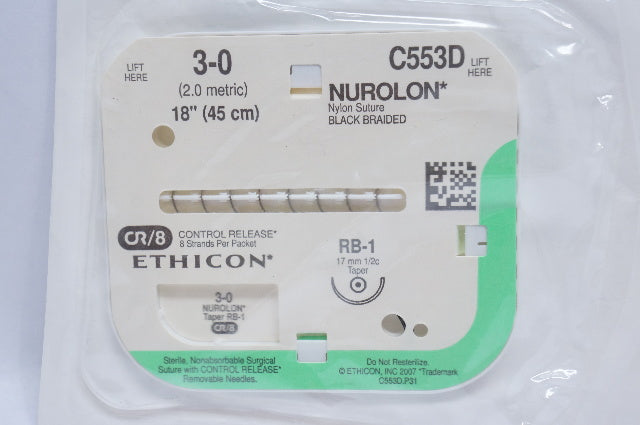 LIFT
HERE
3-0
(2.0 metric)
18" (45 cm)
C553D
LIFT
HERE
NUROLON*
Nylon Suture
BLACK BRAIDED
CR/8
CONTROL RELEASE*
8 Strands Per Packet
ETHICON*
RB-1
17 mm 1/2c
Taper
3-0
NUROLON*
Taper RB-1
CR/8
Sterile, Nonabsorbable Surgical
Suture with CONTROL RELEASE*
Removable Needles.
Do Not Resterilize.
© ETHICON, INC 2007 *Trademark
C553D.P31